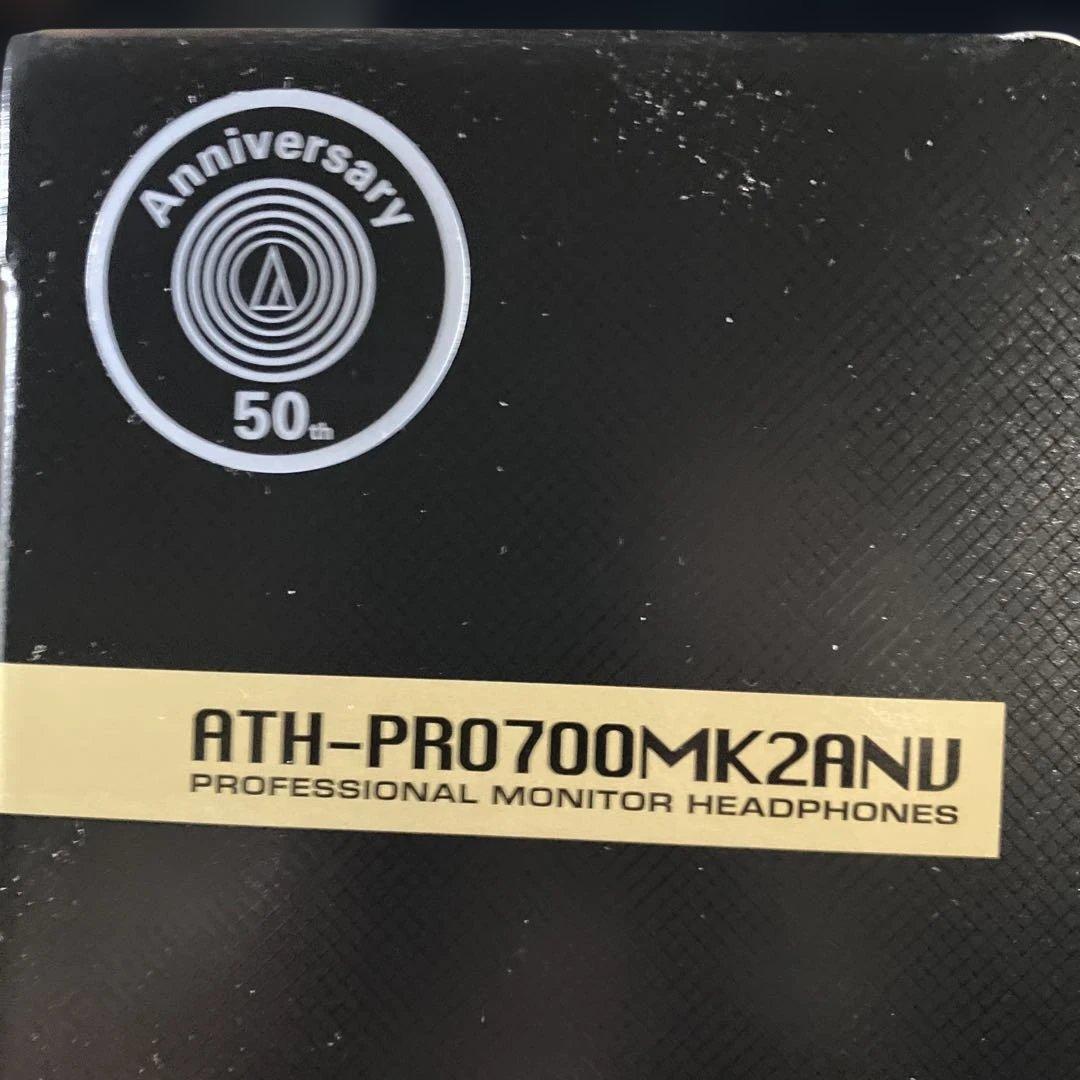 Anniversary
50th
ATH-PRO700MK2ANV
PROFESSIONAL MONITOR HEADPHONES